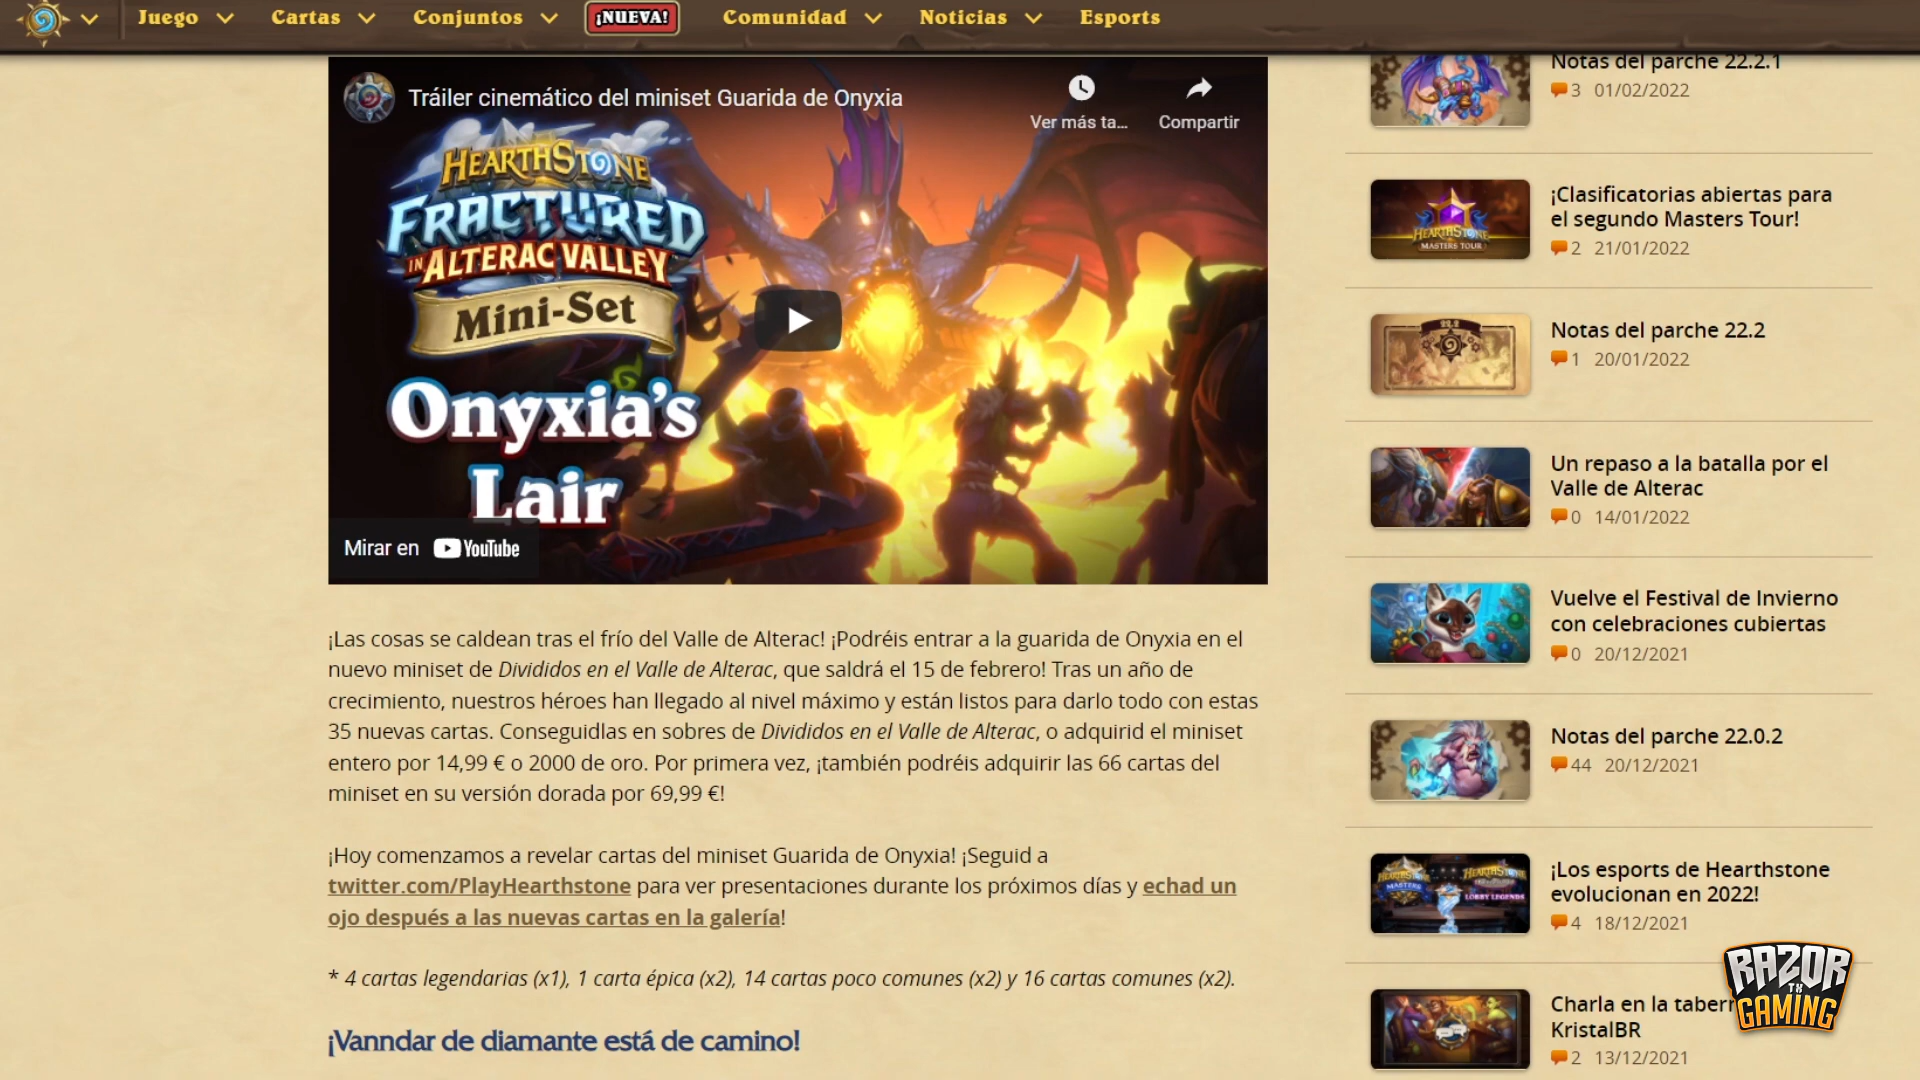 Juego
Cartas
Conjuntos
¡NUEVA!
Comunidad
Noticias
Esports
Tráiler cinemático del miniset Guarida de Onyxia
Ver más ta...
Compartir
HEARTHSTONE
FRACTURED
IN ALTERAC VALLEY
Mini-Set
Onyxia's
Lair
Mirar en YouTube
¡Las cosas se caldean tras el frío del Valle de Alterac! ¡Podréis entrar a la guarida de Onyxia en el
nuevo miniset de Divididos en el Valle de Alterac, que saldrá el 15 de febrero! Tras un año de
crecimiento, nuestros héroes han llegado al nivel máximo y están listos para darlo todo con estas
35 nuevas cartas. Conseguidlas en sobres de Divididos en el Valle de Alterac, o adquirid el miniset
entero por 14,99 € o 2000 de oro. Por primera vez, ¡también podréis adquirir las 66 cartas del
miniset en su versión dorada por 69,99 €!
¡Hoy comenzamos a revelar cartas del miniset Guarida de Onyxia! ¡Seguid a
twitter.com/PlayHearthstone para ver presentaciones durante los próximos días y echad un
ojo después a las nuevas cartas en la galería!
* 4 cartas legendarias (x1), 1 carta épica (x2), 14 cartas poco comunes (x2) y 16 cartas comunes (x2).
¡Vanndar de diamante está de camino!
Notas del parche 22.2.1
3 01/02/2022
HEARTHSTONE
MASTERS TOUR
¡Clasificatorias abiertas para
el segundo Masters Tour!
2 21/01/2022
22.2
Notas del parche 22.2
1 20/01/2022
Un repaso a la batalla por el
Valle de Alterac
0 14/01/2022
Vuelve el Festival de Invierno
con celebraciones cubiertas
0 20/12/2021
Notas del parche 22.0.2
44 20/12/2021
HEARTHSTONE
MASTERS
HEARTHSTONE
LOBBY LEGENDS
¡Los esports de Hearthstone
evolucionan en 2022!
4 18/12/2021
Charla en la taber
KristalBR
2 13/12/2021
RAZOR
TX
GAMING